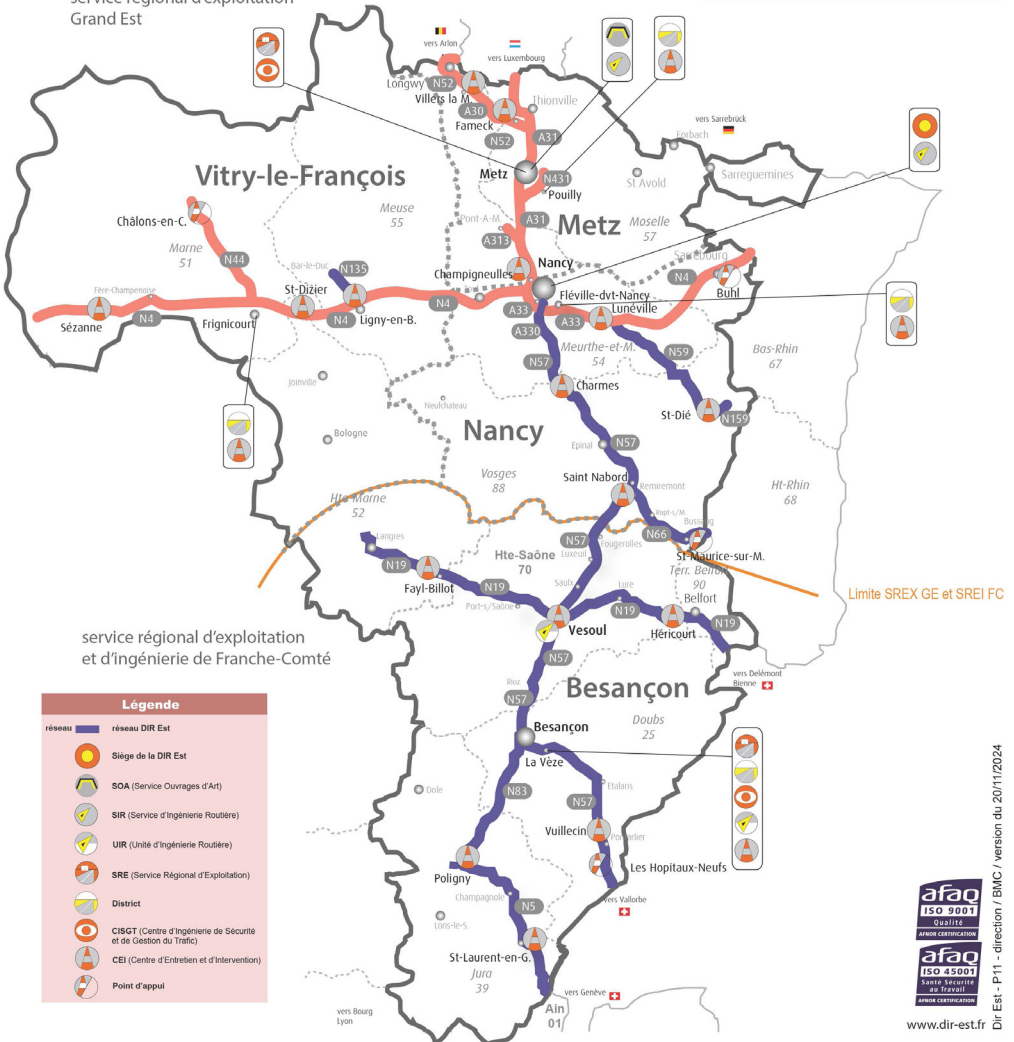 service régional d'exploitation
Grand Est
vers Arlon
vers Luxembourg
Longwy
N52
Villers la M.
Thionville
A30
Fameck
N52
A31
vers Sarrebrück
Forbach
Metz
N431
St Avold
Sarreguemines
Pouilly
Vitry-le-François
Meuse
55
Pont-A-M.
A31
Metz
Moselle
57
Châlons-en-C.
Marne
51
A313
N44
Bar-le-Duc
N135
Champigneulles
Nancy
Sarrebourg
N4
Buhl
Fère-Champenoise
St-Dizier
Toul
Fléville-dvt-Nancy
Lunéville
Sézanne
N4
Frignicourt
N4
Ligny-en-B.
N4
A33
A33
A330
Meurthe-et-M.
54
N59
Bas-Rhin
67
N57
Joinville
Charmes
Neufchateau
St-Dié
N159
Bologne
Nancy
Epinal
N57
Vosges
88
Saint Nabord
Remiremont
Ht-Rhin
68
Hte Marne
52
Rupt-s/M.
Bussang
N66
St-Maurice-sur-M.
Langres
N57
Fougerolles
Luxeuil
Hte-Saône
70
Terr. Belfort
90
N19
Fayl-Billot
N19
Saulx
Lure
Belfort
Limite SREX GE et SREI FC
Port-s/Saône
N19
Vesoul
Héricourt
N19
service régional d'exploitation
et d'ingénierie de Franche-Comté
N57
vers Delémont
Bienne
Rioz
N57
Besançon
Doubs
25
Besançon
La Vèze
Dole
N83
Etalans
N57
Vuillecin
Pontarlier
Les Hopitaux-Neufs
Poligny
Champagnole
vers Vallorbe
Lons-le-S.
N5
St-Laurent-en-G.
Jura
39
vers Genève
Ain
01
vers Bourg
Lyon
Légende
réseau
réseau DIR Est
Siège de la DIR Est
SOA (Service Ouvrages d'Art)
SIR (Service d'Ingénierie Routière)
UIR (Unité d'Ingénierie Routière)
SRE (Service Régional d'Exploitation)
District
CISGT (Centre d'Ingénierie de Sécurité
et de Gestion du Trafic)
CEI (Centre d'Entretien et d'Intervention)
Point d'appui
afaq
ISO 9001
Qualité
AFNOR CERTIFICATION
afaq
ISO 45001
Santé Sécurité
au Travail
AFNOR CERTIFICATION
www.dir-est.fr
Dir Est - P11 - direction / BMC / version du 20/11/2024